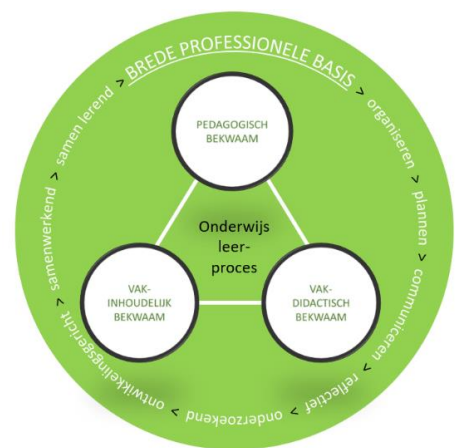 BREDE PROFESSIONELE BASIS > organiseren > plannen > communiceren > reflectief > onderzoekend > ontwikkelingsgericht > samenwerkend > samen lerend >
PEDAGOGISCH
BEKWAAM
Onderwijs
leer-
proces
VAK-
INHOUDELIJK
BEKWAAM
VAK-
DIDACTISCH
BEKWAAM